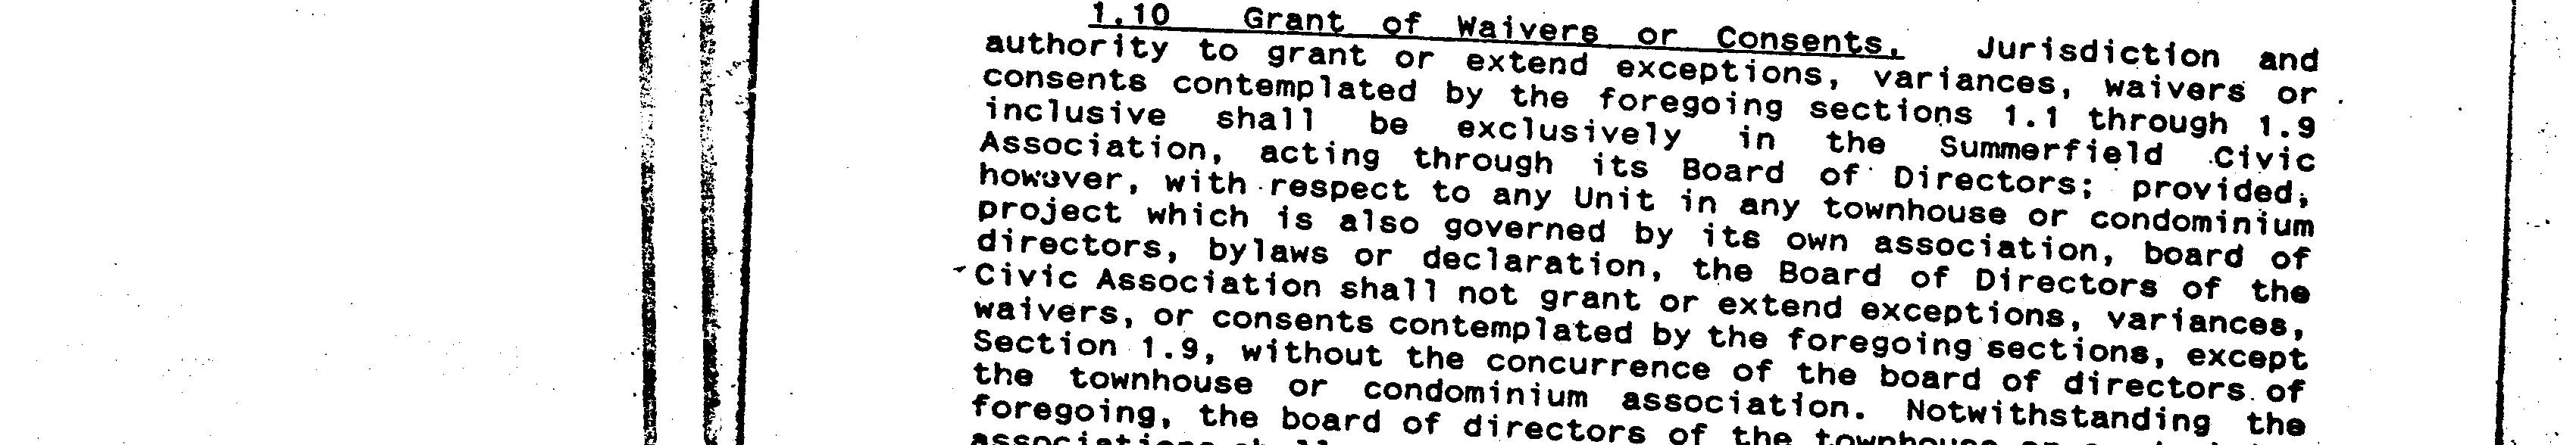 1.10 Grant of Waivers or Consents. Jurisdiction and
authority to grant or extend exceptions, variances, waivers or
consents contemplated by the foregoing sections 1.1 through 1.9
inclusive shall be exclusively in the Summerfield Civic
Association, acting through its Board of Directors; provided,
however, with respect to any Unit in any townhouse or condominium
project which is also governed by its own association, board of
directors, bylaws or declaration, the Board of Directors of the
Civic Association shall not grant or extend exceptions, variances,
waivers, or consents contemplated by the foregoing sections, except
Section 1.9, without the concurrence of the board of directors of
the townhouse or condominium association. Notwithstanding the
foregoing, the board of directors of the townhouse